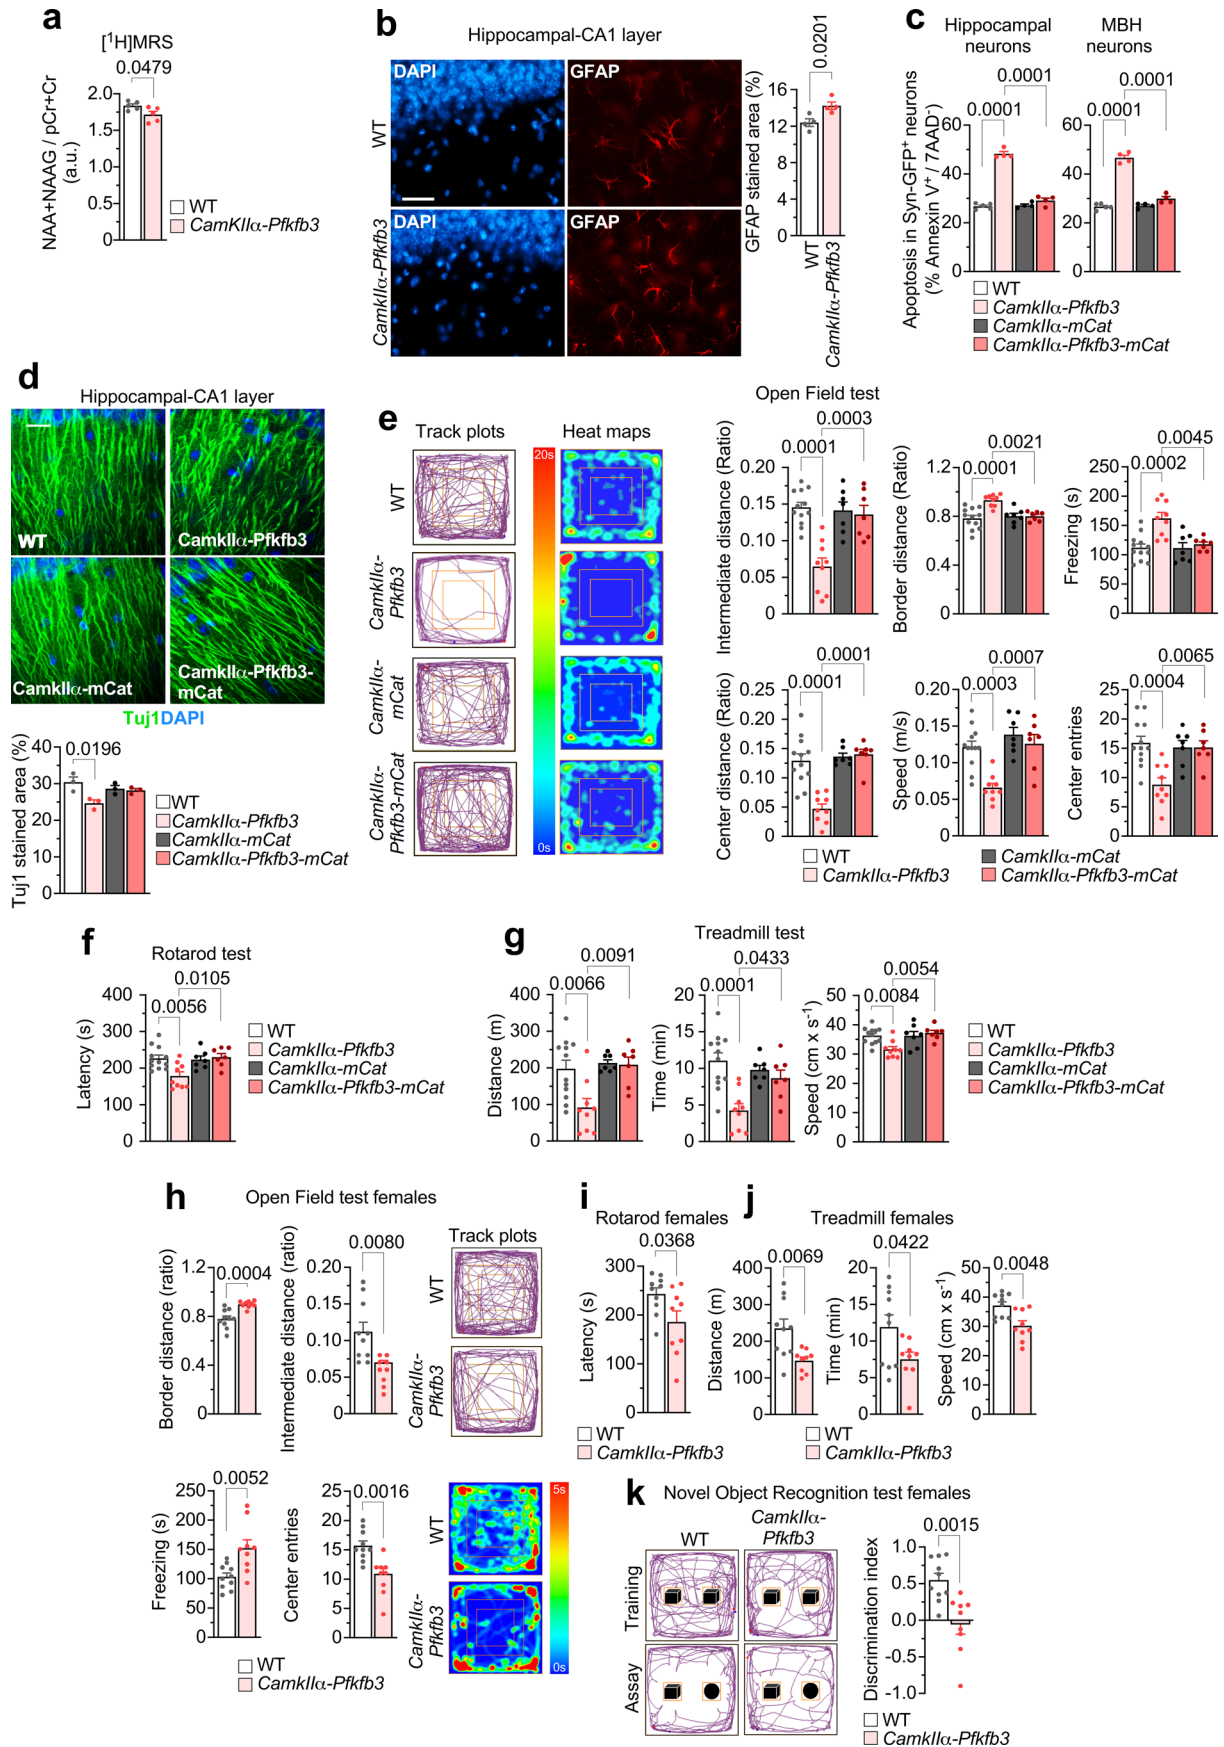 a
[¹H]MRS
0.0479
NAA+NAAG / pCr+Cr
(a.u.)
2.0
1.5
1.0
0.5
0
WT
CamKIIα-Pfkfb3
b
Hippocampal-CA1 layer
DAPI
GFAP
WT
DAPI
GFAP
CamkIIα-Pfkfb3
0.0201
GFAP stained area (%)
16
12
8
4
0
WT
CamkIIα-Pfkfb3
c
Hippocampal
neurons
MBH
neurons
0.0001
0.0001
0.0001
0.0001
Apoptosis in Syn-GFP⁺ neurons
(% Annexin V⁺ / 7AAD⁻)
60
40
20
0
60
40
20
0
WT
CamkIIα-Pfkfb3
CamkIIα-mCat
CamkIIα-Pfkfb3-mCat
d
Hippocampal-CA1 layer
WT
CamkIIα-Pfkfb3
CamkIIα-mCat
CamkIIα-Pfkfb3-
mCat
Tuj1DAPI
Tuj1 stained area (%)
40
30
20
10
0
0.0196
WT
CamkIIα-Pfkfb3
CamkIIα-mCat
CamkIIα-Pfkfb3-mCat
e
Track plots
Heat maps
WT
CamkIIα-
Pfkfb3
CamkIIα-
mCat
CamkIIα-
Pfkfb3-mCat
20s
0s
Open Field test
Intermediate distance (Ratio)
0.20
0.15
0.10
0.05
0
0.0001
0.0003
Border distance (Ratio)
1.2
0.8
0.4
0
0.0001
0.0021
Freezing (s)
250
200
150
100
50
0
0.0002
0.0045
Center distance (Ratio)
0.25
0.20
0.15
0.10
0.05
0
0.0001
0.0001
Speed (m/s)
0.20
0.15
0.10
0.05
0
0.0003
0.0007
Center entries
25
20
15
10
5
0
0.0004
0.0065
WT
CamkIIα-Pfkfb3
CamkIIα-mCat
CamkIIα-Pfkfb3-mCat
f
Rotarod test
0.0105
0.0056
Latency (s)
400
300
200
100
0
WT
CamkIIα-Pfkfb3
CamkIIα-mCat
CamkIIα-Pfkfb3-mCat
g
Treadmill test
0.0091
0.0066
Distance (m)
400
300
200
100
0
0.0433
0.0001
Time (min)
20
15
10
5
0
0.0054
0.0084
Speed (cm x s⁻¹)
50
40
30
20
10
0
WT
CamkIIα-Pfkfb3
CamkIIα-mCat
CamkIIα-Pfkfb3-mCat
h
Open Field test females
Border distance (ratio)
1.2
0.8
0.4
0
0.0004
Intermediate distance (ratio)
0.20
0.15
0.10
0.05
0
0.0080
Track plots
WT
CamkIIα-
Pfkfb3
Freezing (s)
250
200
150
100
50
0
0.0052
Center entries
25
20
15
10
5
0
0.0016
WT
CamkIIα-
Pfkfb3
5s
0s
WT
CamkIIα-Pfkfb3
i
Rotarod females
0.0368
Latency (s)
300
200
100
0
WT
CamkIIα-Pfkfb3
j
Treadmill females
0.0069
Distance (m)
400
300
200
100
0
0.0422
Time (min)
20
15
10
5
0
0.0048
Speed (cm x s⁻¹)
50
40
30
20
10
0
WT
CamkIIα-Pfkfb3
k
Novel Object Recognition test females
WT
CamkIIα-
Pfkfb3
Training
Assay
0.0015
Discrimination index
1.0
0.5
0.0
-0.5
-1.0
WT
CamkIIα-Pfkfb3